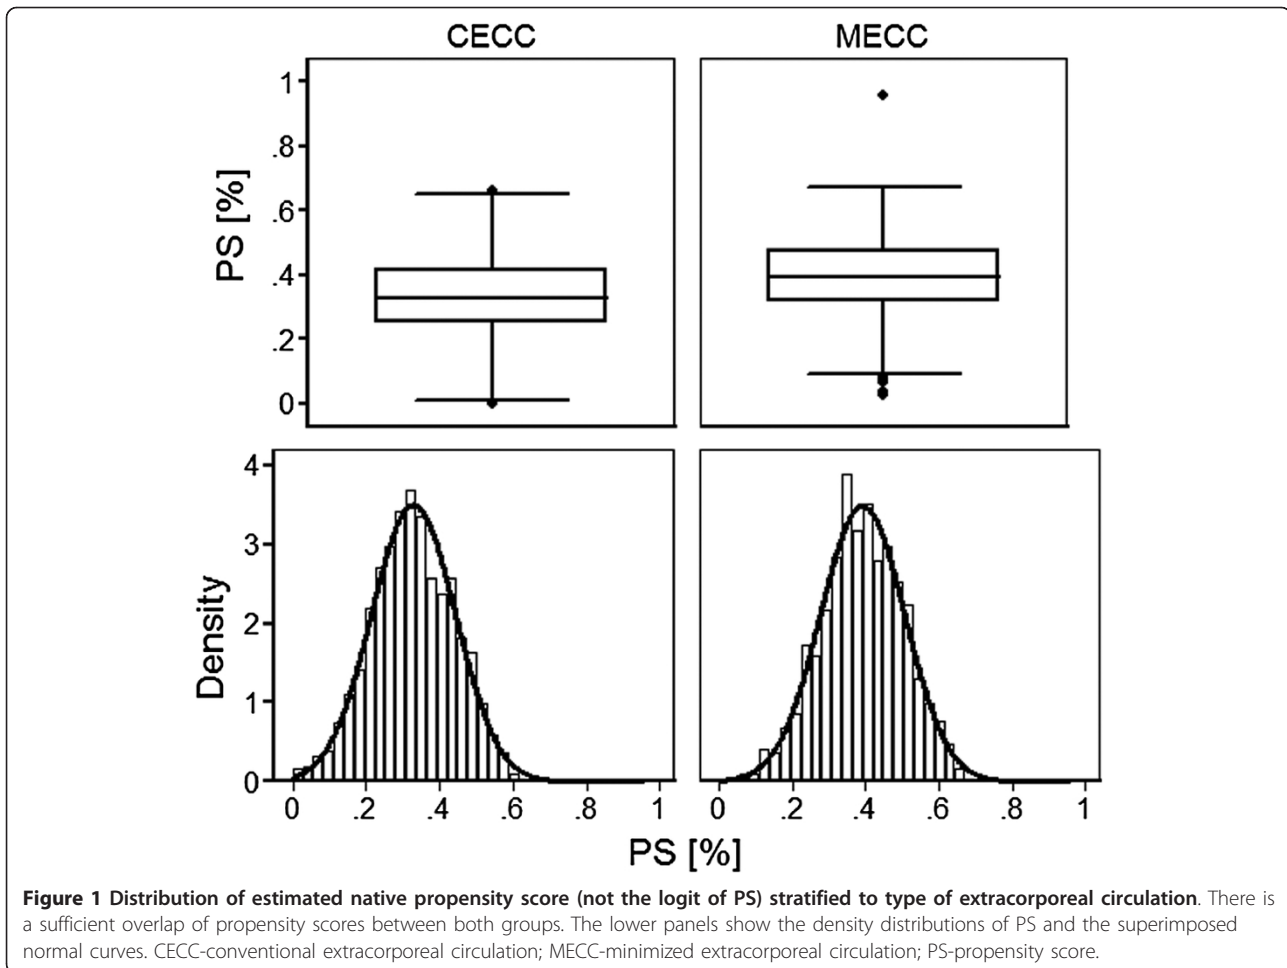 CECC MECC
PS [%]
1
.8
.6
.4
.2
0
Density
4
3
2
1
0
0 .2 .4 .6 .8 1 0 .2 .4 .6 .8 1
PS [%]
Figure 1 Distribution of estimated native propensity score (not the logit of PS) stratified to type of extracorporeal circulation. There is
a sufficient overlap of propensity scores between both groups. The lower panels show the density distributions of PS and the superimposed
normal curves. CECC-conventional extracorporeal circulation; MECC-minimized extracorporeal circulation; PS-propensity score.